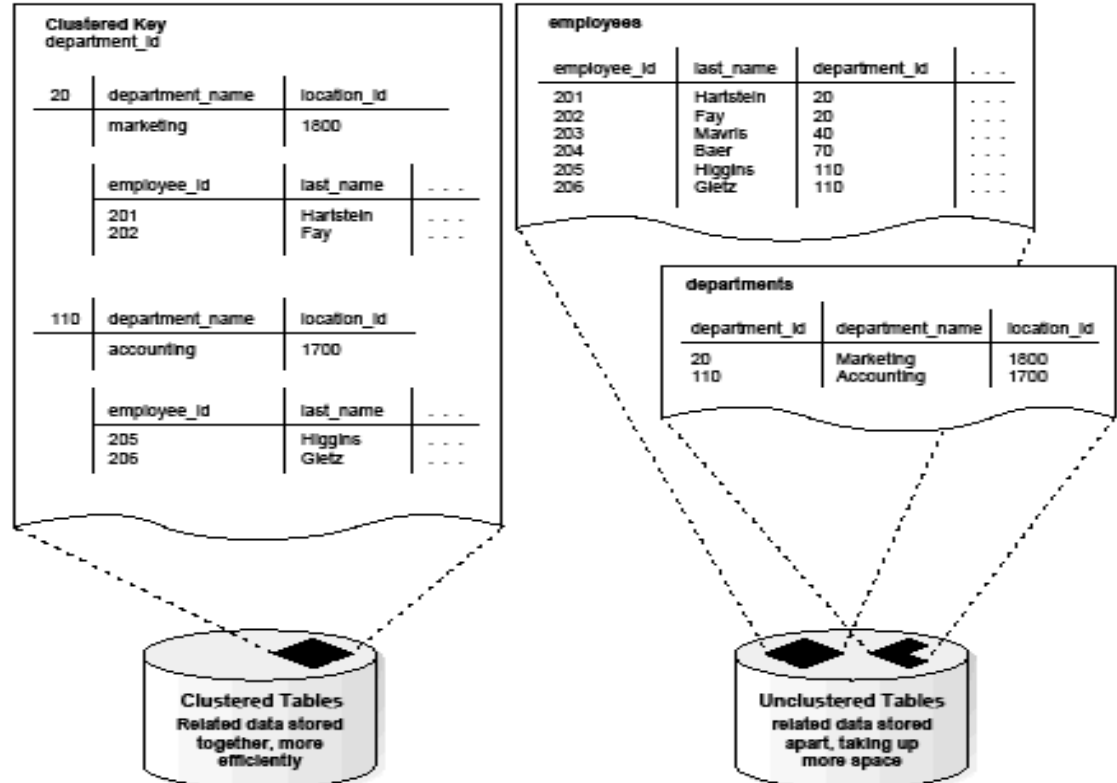 Clustered Key
department_id
20 department_name location_id
marketing 1800
employee_id last_name . . .
201 Hartstein . . .
202 Fay . . .
110 department_name location_id
accounting 1700
employee_id last_name . . .
205 Higgins . . .
206 Gietz . . .
Clustered Tables
Related data stored
together, more
efficiently
employees
employee_id last_name department_id . . .
201 Hartstein 20 . . .
202 Fay 20 . . .
203 Mavris 40 . . .
204 Baer 70 . . .
205 Higgins 110 . . .
206 Gietz 110 . . .
departments
department_id department_name location_id
20 Marketing 1800
110 Accounting 1700
Unclustered Tables
related data stored
apart, taking up
more space